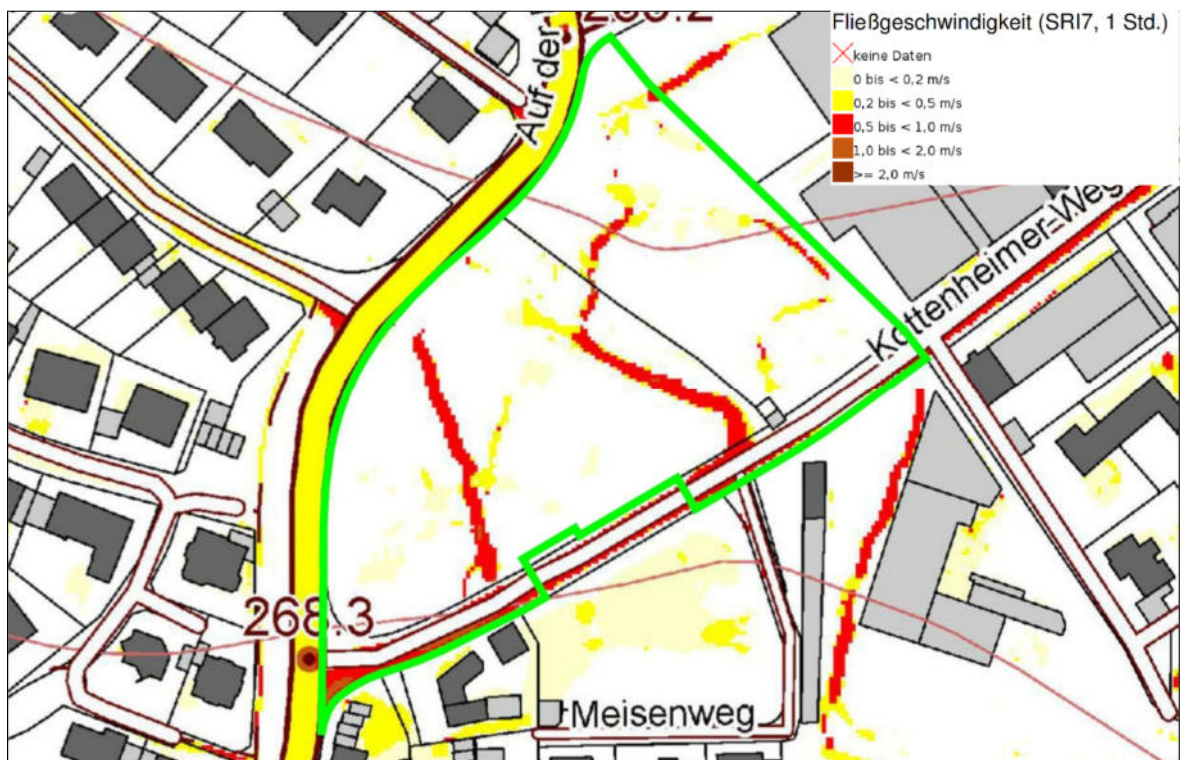 Fließgeschwindigkeit (SRI7, 1 Std.)
keine Daten
0 bis < 0,2 m/s
0,2 bis < 0,5 m/s
0,5 bis < 1,0 m/s
1,0 bis < 2,0 m/s
>= 2,0 m/s
Auf der
Kottenheimer-Weg
268.3
Meisenweg